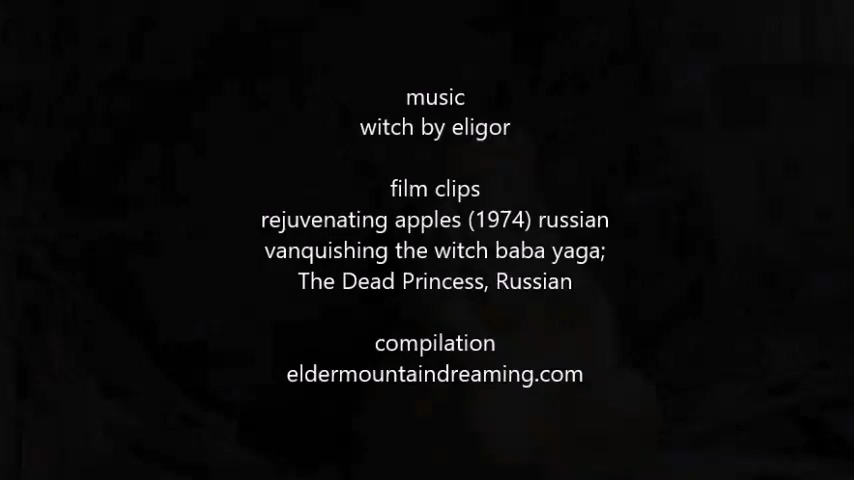 music
witch by eligor
film clips
rejuvenating apples (1974) russian
vanquishing the witch baba yaga;
The Dead Princess, Russian
compilation
eldermountaindreaming.com